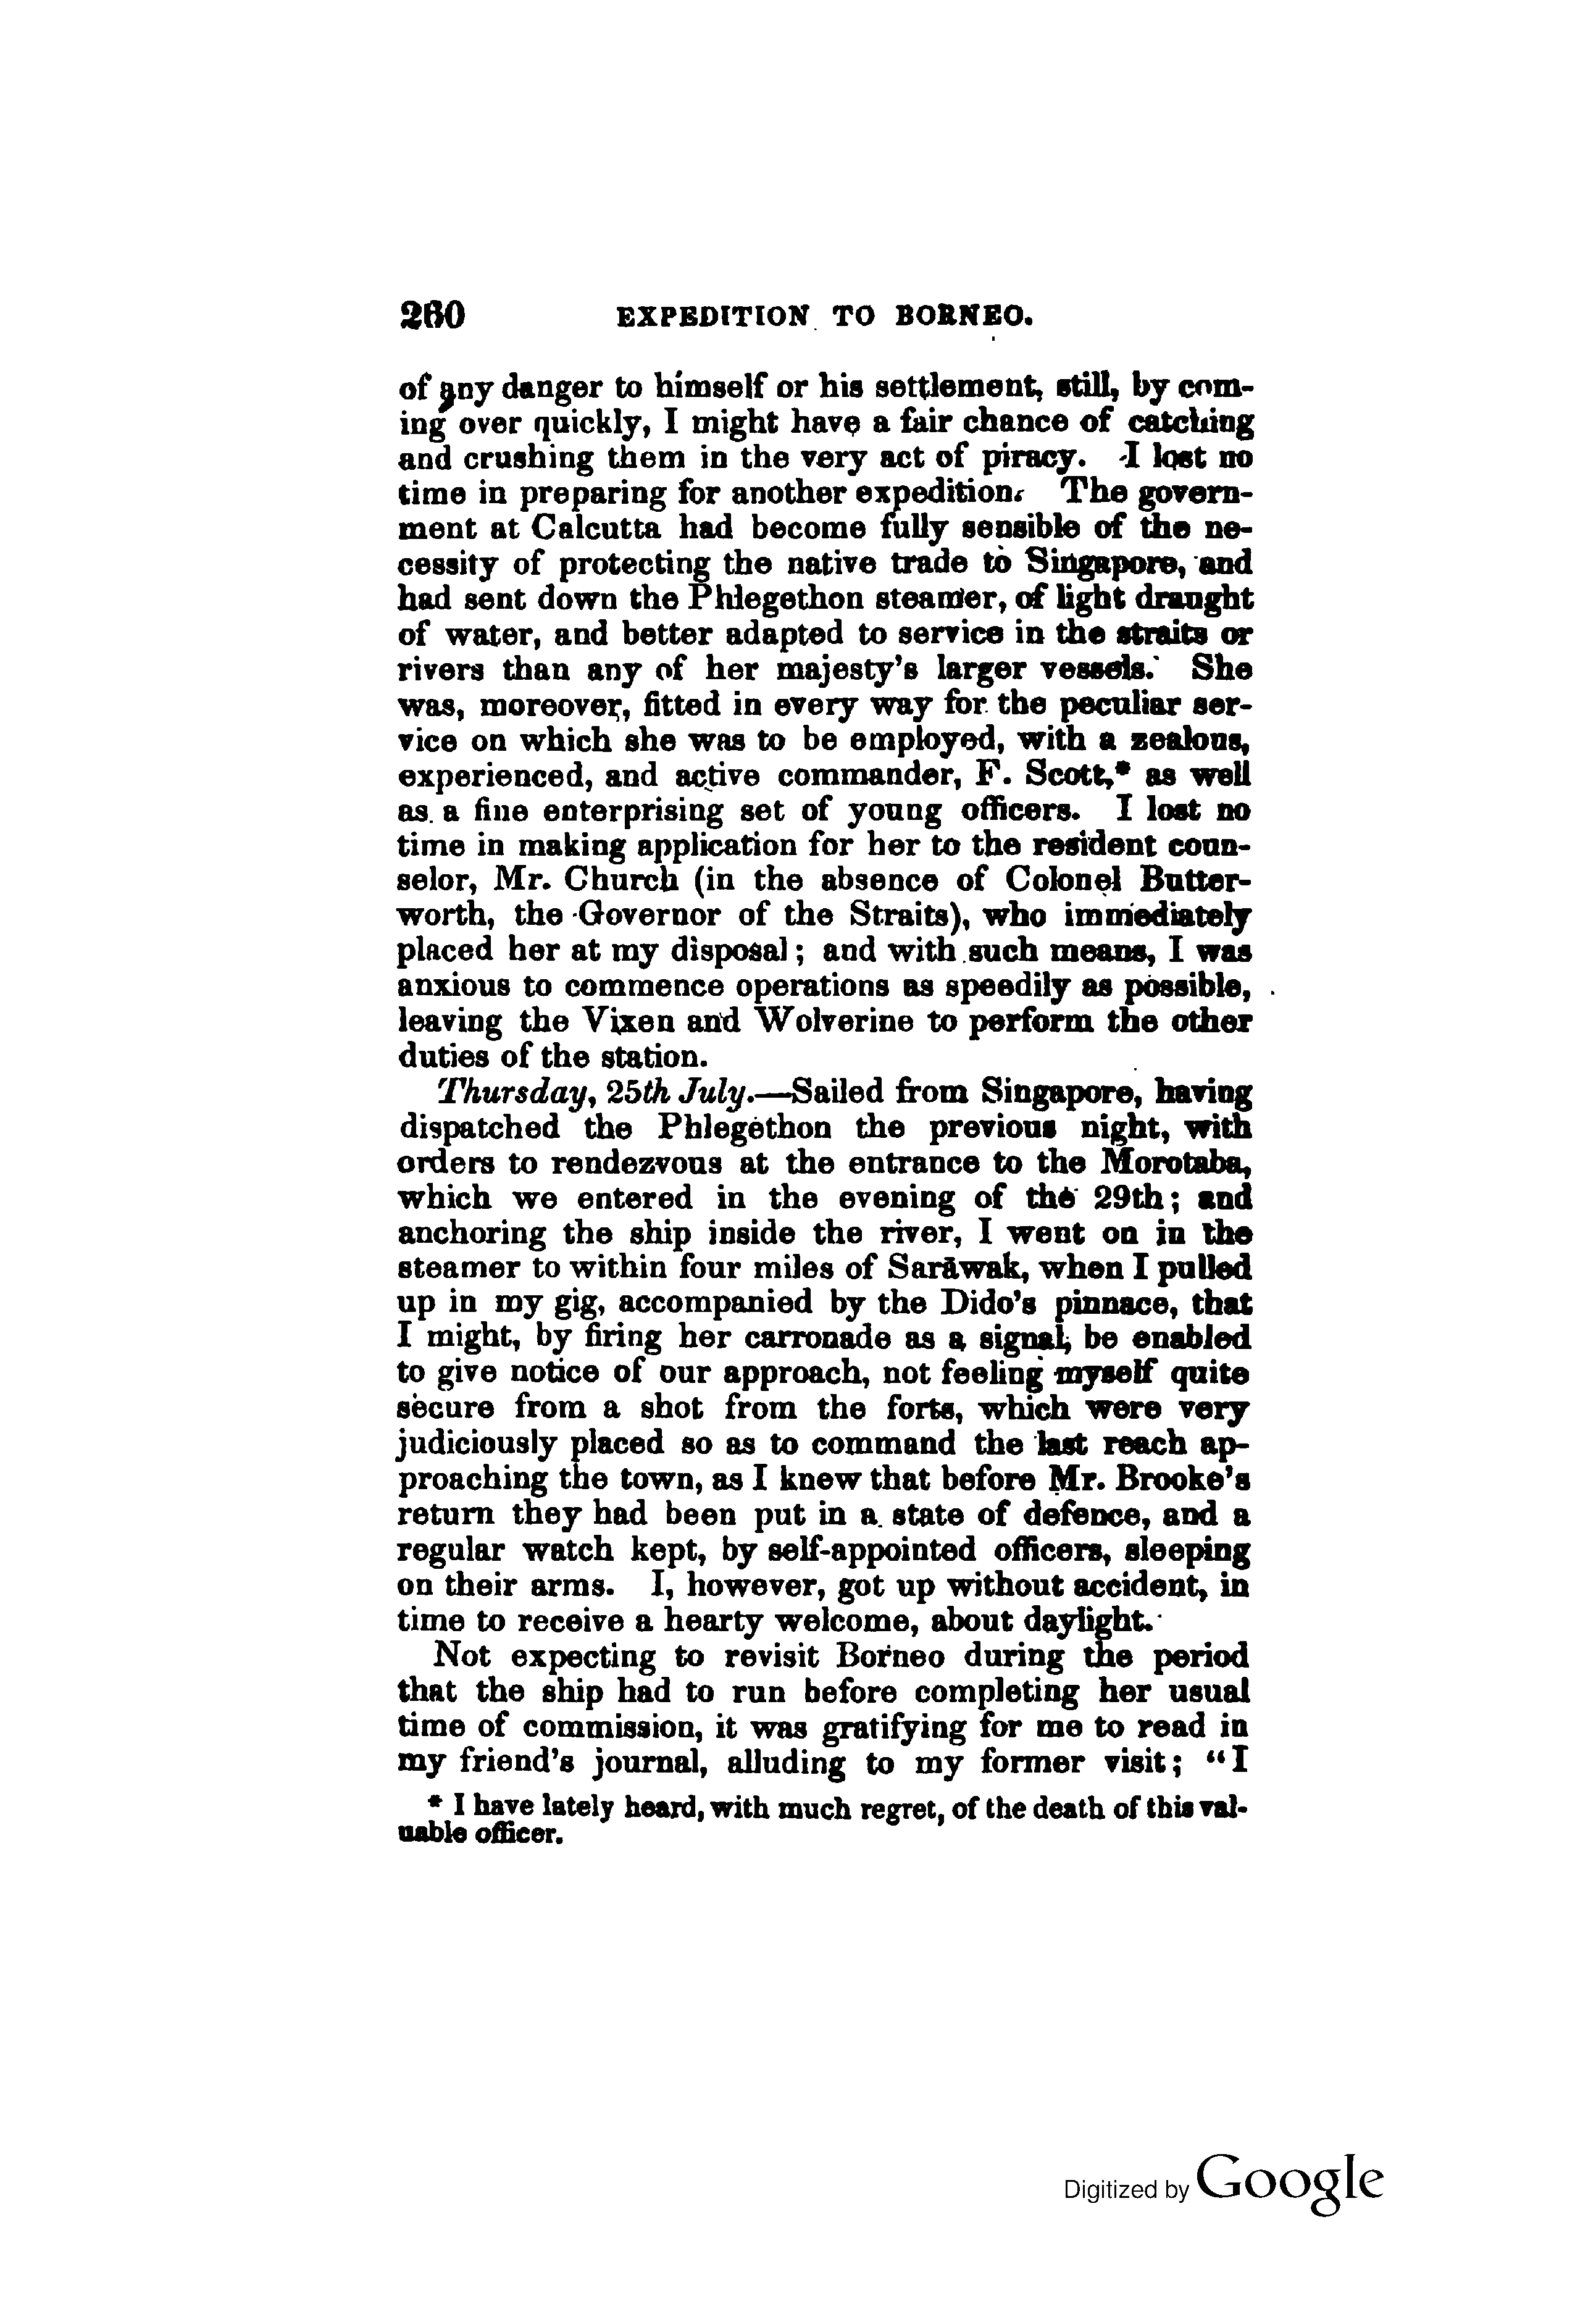 260 EXPEDITION TO BORNEO.
of any danger to himself or his settlement, still, by com-
ing over quickly, I might have a fair chance of catching
and crushing them in the very act of piracy. I lost no
time in preparing for another expedition. The govern-
ment at Calcutta had become fully sensible of the ne-
cessity of protecting the native trade to Singapore, and
had sent down the Phlegethon steamer, of light draught
of water, and better adapted to service in the straits or
rivers than any of her majesty's larger vessels. She
was, moreover, fitted in every way for the peculiar ser-
vice on which she was to be employed, with a zealous,
experienced, and active commander, F. Scott,* as well
as a fine enterprising set of young officers. I lost no
time in making application for her to the resident coun-
selor, Mr. Church (in the absence of Colonel Butter-
worth, the Governor of the Straits), who immediately
placed her at my disposal; and with such means, I was
anxious to commence operations as speedily as possible,
leaving the Vixen and Wolverine to perform the other
duties of the station.
Thursday, 25th July.—Sailed from Singapore, having
dispatched the Phlegethon the previous night, with
orders to rendezvous at the entrance to the Morotaba,
which we entered in the evening of the 29th; and
anchoring the ship inside the river, I went on in the
steamer to within four miles of Sarāwak, when I pulled
up in my gig, accompanied by the Dido's pinnace, that
I might, by firing her carronade as a signal, be enabled
to give notice of our approach, not feeling myself quite
secure from a shot from the forts, which were very
judiciously placed so as to command the last reach ap-
proaching the town, as I knew that before Mr. Brooke's
return they had been put in a state of defence, and a
regular watch kept, by self-appointed officers, sleeping
on their arms. I, however, got up without accident, in
time to receive a hearty welcome, about daylight.
Not expecting to revisit Borneo during the period
that the ship had to run before completing her usual
time of commission, it was gratifying for me to read in
my friend's journal, alluding to my former visit; "I
* I have lately heard, with much regret, of the death of this val-
uable officer.
Digitized by Google